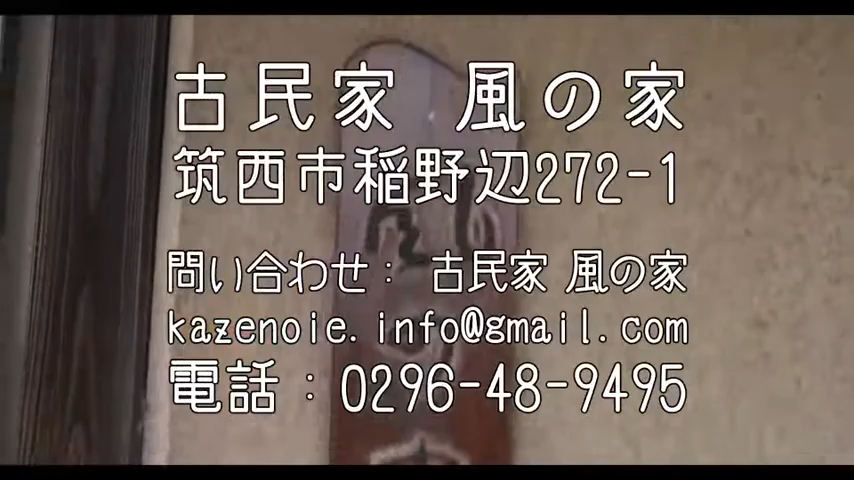 古民家 風の家
筑西市稲野辺272-1
問い合わせ： 古民家 風の家
kazenoie.info@gmail.com
電話：0296-48-9495